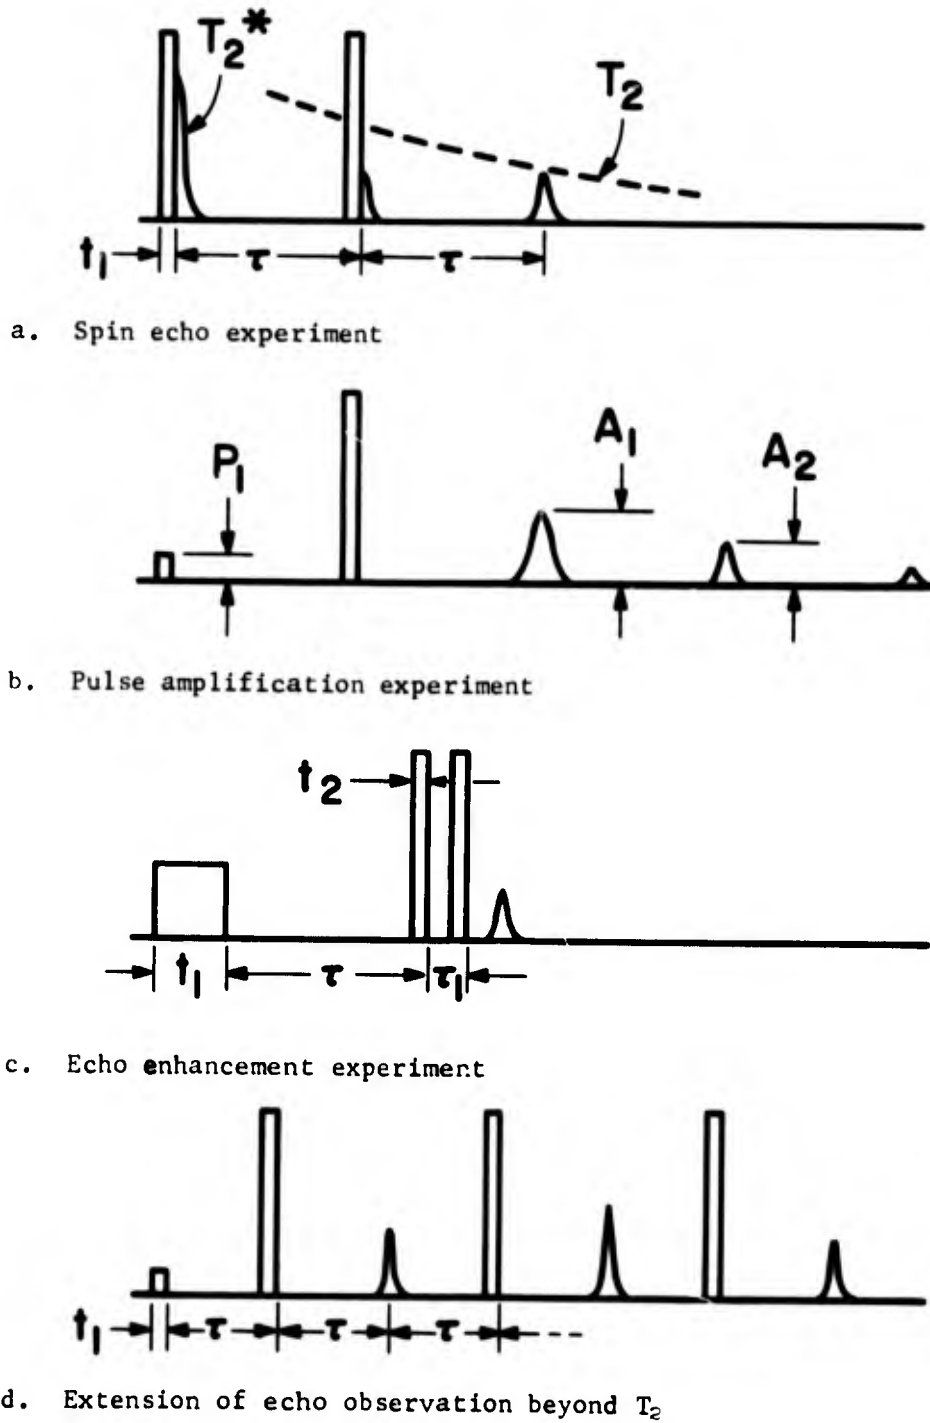 T₂*
T₂
t₁ τ τ
a. Spin echo experiment
P₁ A₁ A₂
b. Pulse amplification experiment
t₂
t₁ τ τ₁
c. Echo enhancement experiment
t₁ τ τ τ
d. Extension of echo observation beyond T₂